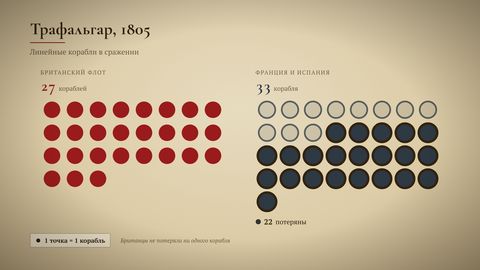 Трафальгар, 1805
Линейные корабли в сражении
БРИТАНСКИЙ ФЛОТ
27 кораблей
ФРАНЦИЯ И ИСПАНИЯ
33 корабля
22 потеряны
1 точка = 1 корабль
Британцы не потеряли ни одного корабля